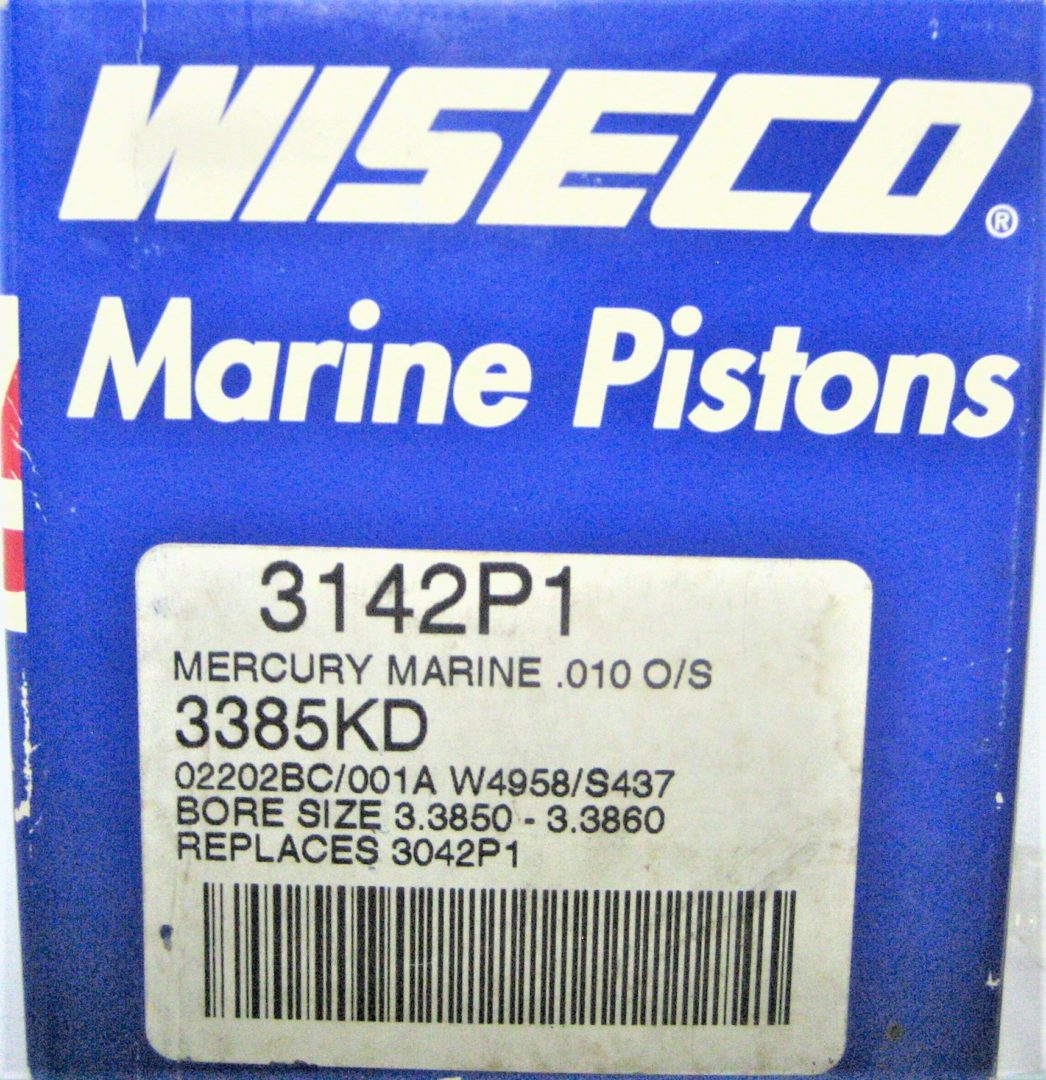 WISECO®
Marine Pistons
3142P1
MERCURY MARINE .010 O/S
3385KD
02202BC/001A W4958/S437
BORE SIZE 3.3850 - 3.3860
REPLACES 3042P1